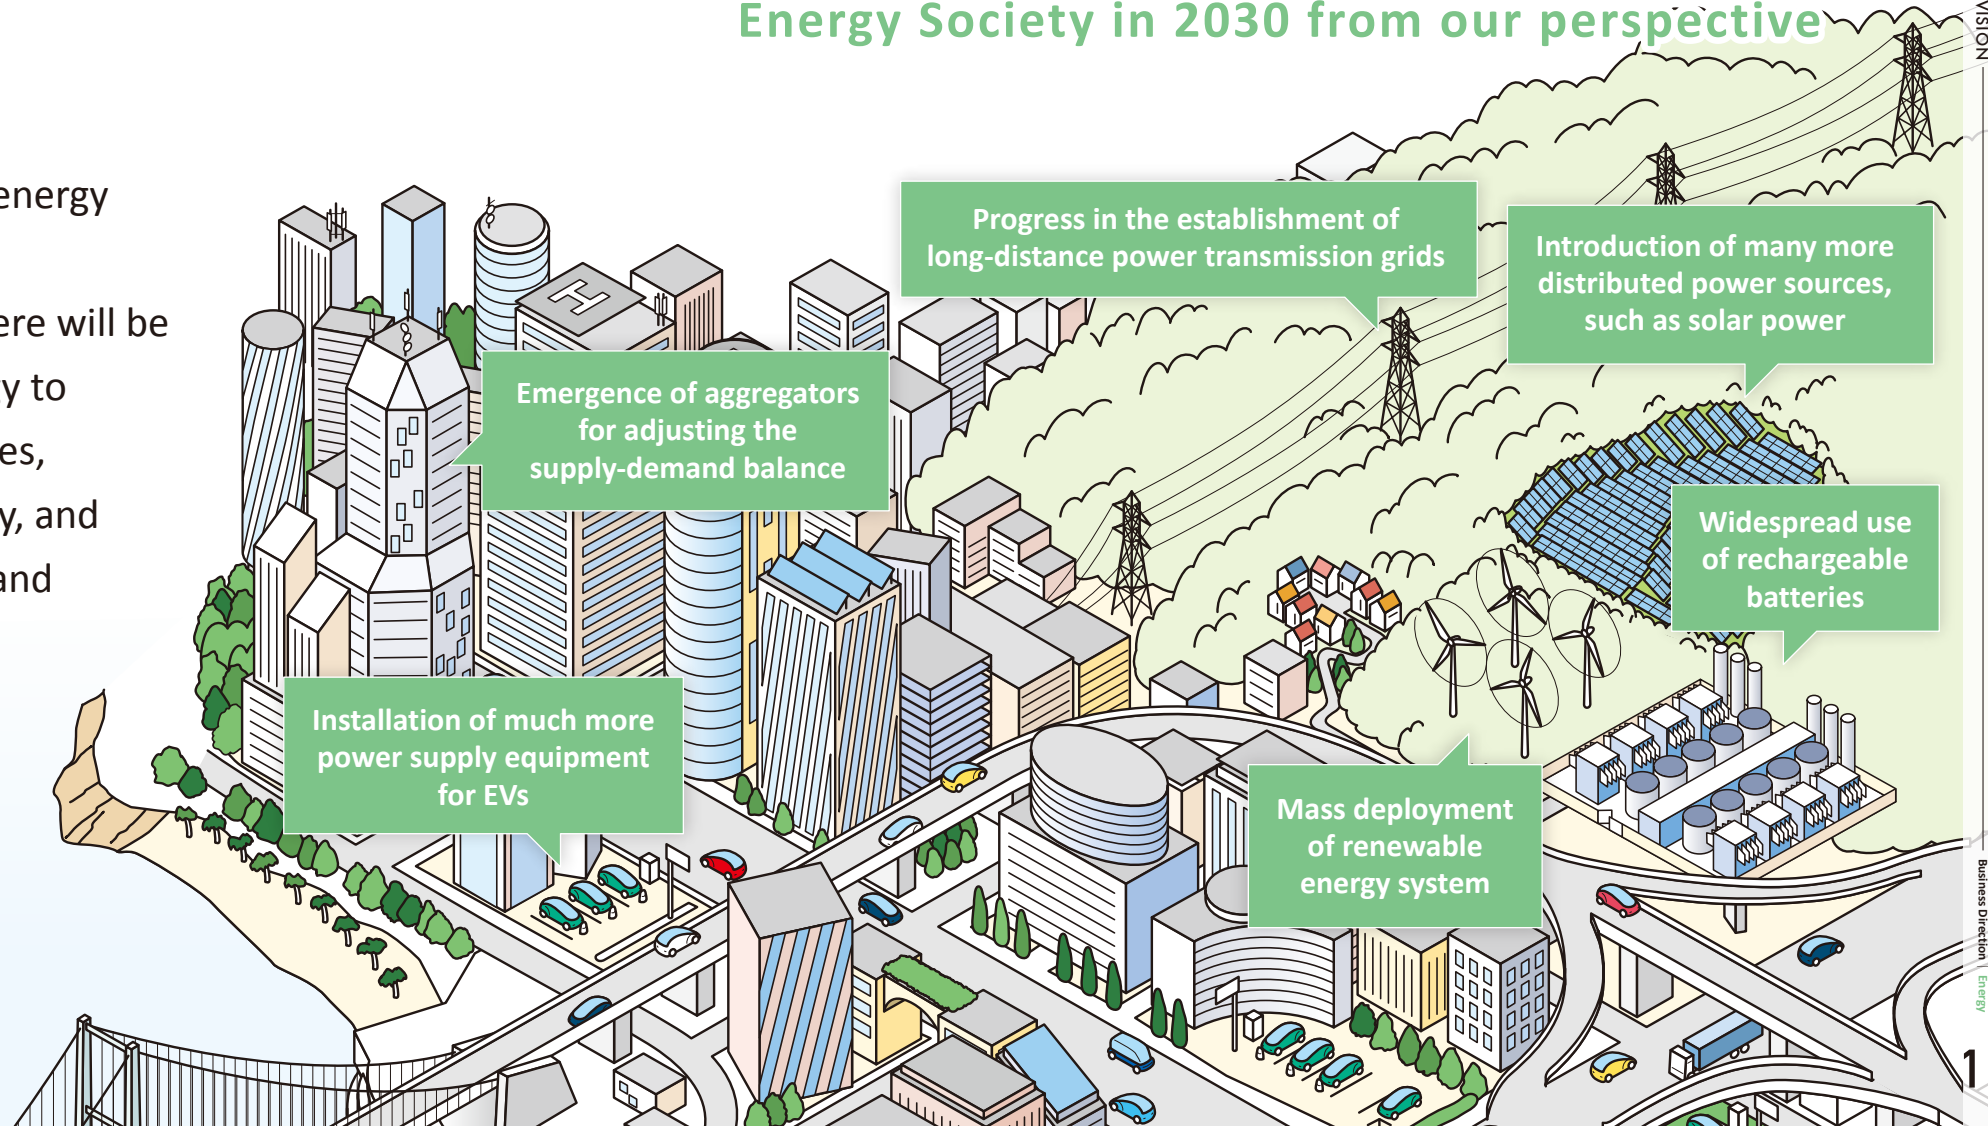 Energy Society in 2030 from our perspective
energy
ere will be
y to
es,
y, and
and
Progress in the establishment of
long-distance power transmission grids
Introduction of many more
distributed power sources,
such as solar power
Emergence of aggregators
for adjusting the
supply-demand balance
Widespread use
of rechargeable
batteries
Installation of much more
power supply equipment
for EVs
Mass deployment
of renewable
energy system
H
VISION
Business Direction
Energy
1